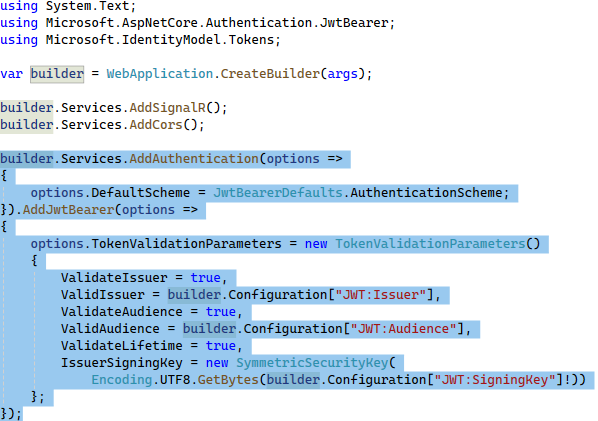 using System.Text;
using Microsoft.AspNetCore.Authentication.JwtBearer;
using Microsoft.IdentityModel.Tokens;
var builder = WebApplication.CreateBuilder(args);
builder.Services.AddSignalR();
builder.Services.AddCors();
builder.Services.AddAuthentication(options =>
{
    options.DefaultScheme = JwtBearerDefaults.AuthenticationScheme;
}).AddJwtBearer(options =>
{
    options.TokenValidationParameters = new TokenValidationParameters()
    {
        ValidateIssuer = true,
        ValidIssuer = builder.Configuration["JWT:Issuer"],
        ValidateAudience = true,
        ValidAudience = builder.Configuration["JWT:Audience"],
        ValidateLifetime = true,
        IssuerSigningKey = new SymmetricSecurityKey(
            Encoding.UTF8.GetBytes(builder.Configuration["JWT:SigningKey"]!))
    };
});